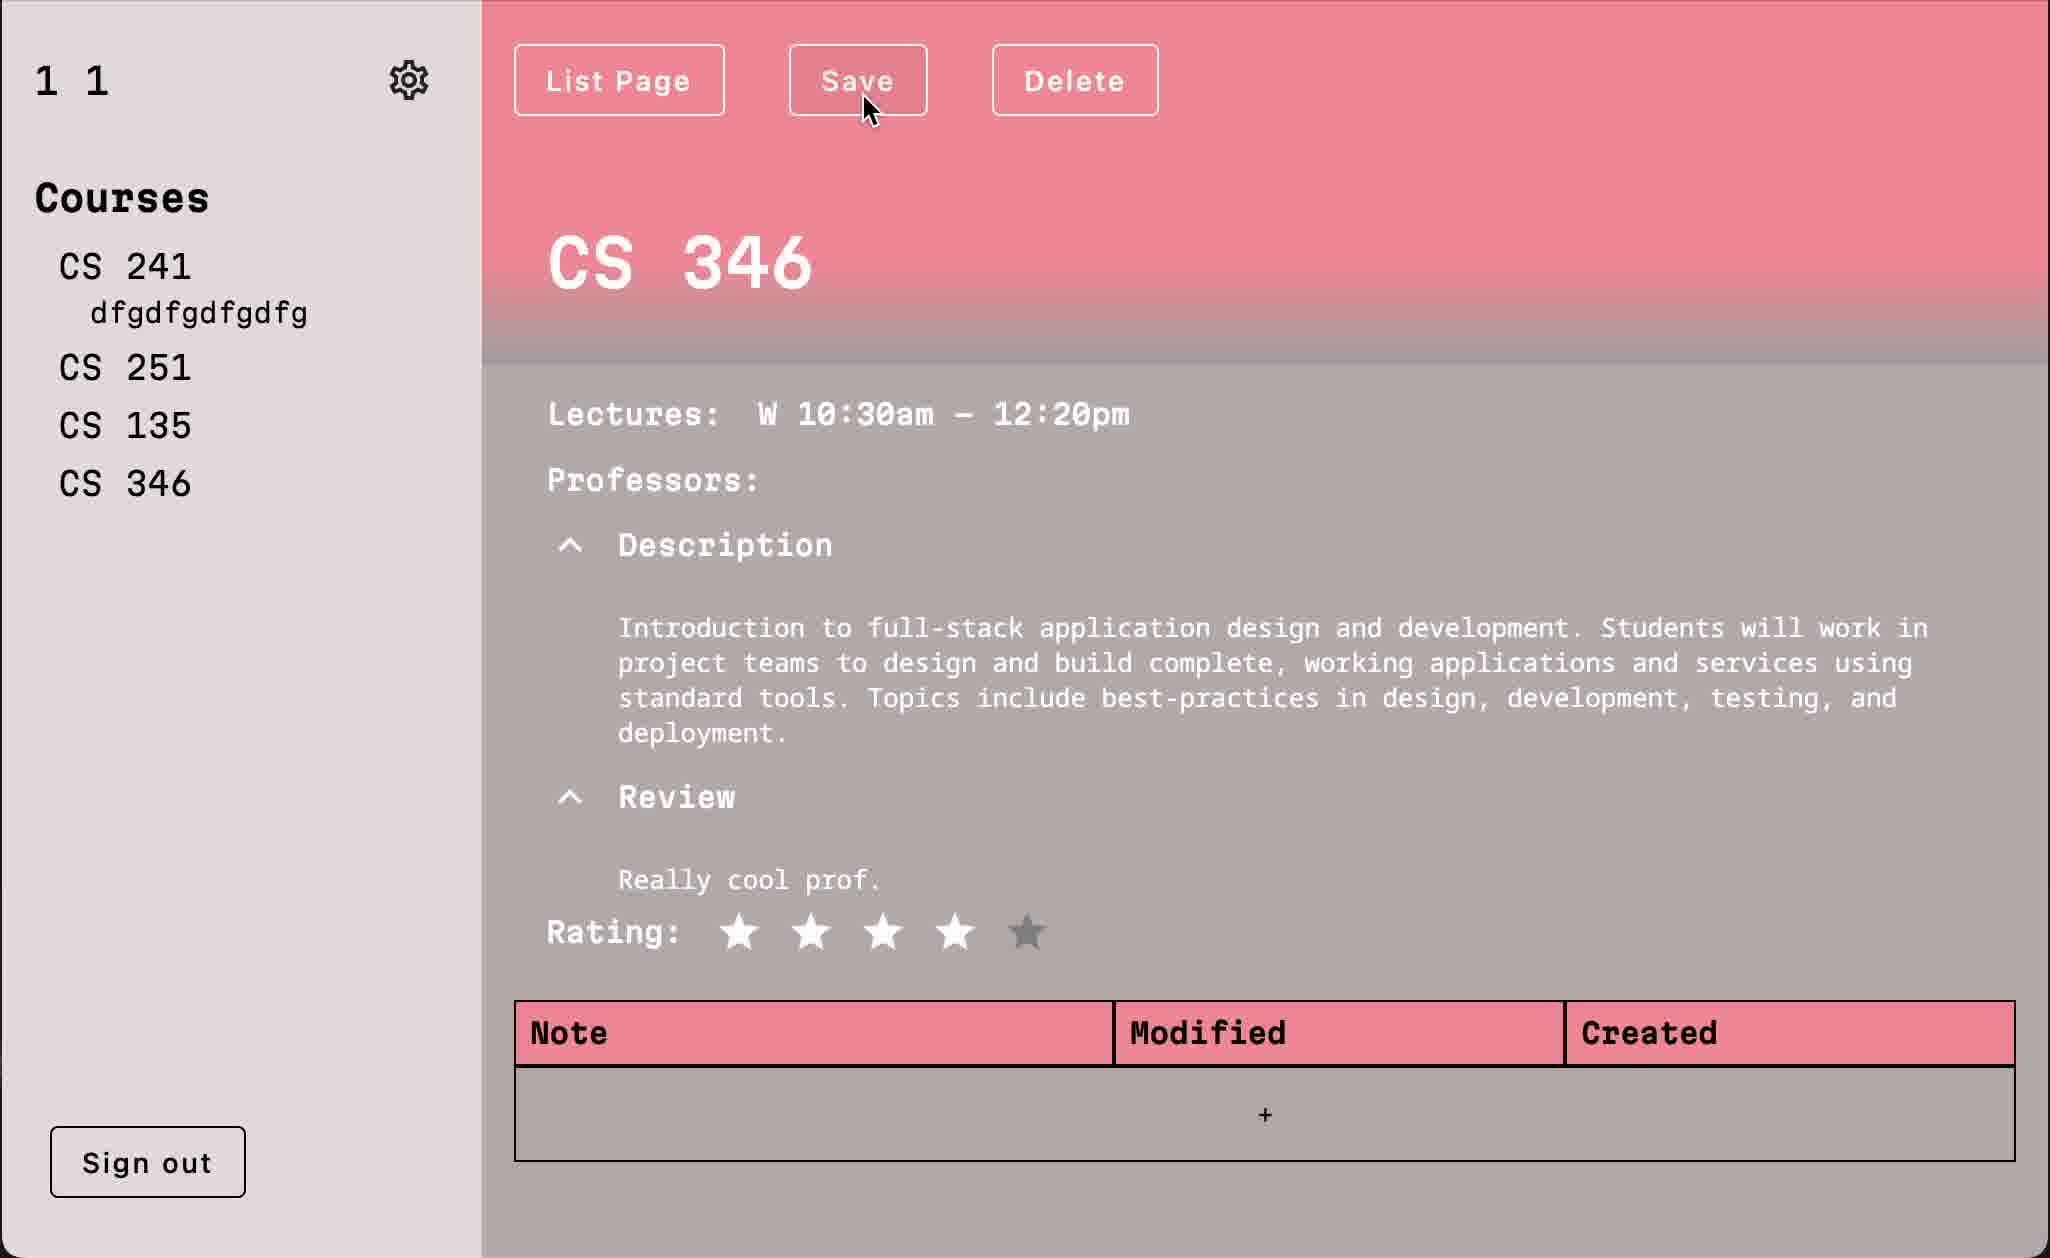 1 1
Courses
CS 241
dfgdfgdfgdfg
CS 251
CS 135
CS 346
Sign out
List Page
Save
Delete
CS 346
Lectures: W 10:30am - 12:20pm
Professors:
Description
Introduction to full-stack application design and development. Students will work in
project teams to design and build complete, working applications and services using
standard tools. Topics include best-practices in design, development, testing, and
deployment.
Review
Really cool prof.
Rating:
Note Modified Created
+